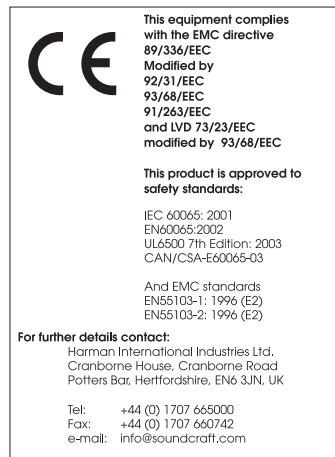 CE
This equipment complies
with the EMC directive
89/336/EEC
Modified by
92/31/EEC
93/68/EEC
91/263/EEC
and LVD 73/23/EEC
modified by 93/68/EEC
This product is approved to
safety standards:
IEC 60065: 2001
EN60065:2002
UL6500 7th Edition: 2003
CAN/CSA-E60065-03
And EMC standards
EN55103-1: 1996 (E2)
EN55103-2: 1996 (E2)
For further details contact:
Harman International Industries Ltd.
Cranborne House, Cranborne Road
Potters Bar, Hertfordshire, EN6 3JN, UK
Tel: +44 (0) 1707 665000
Fax: +44 (0) 1707 660742
e-mail: info@soundcraft.com